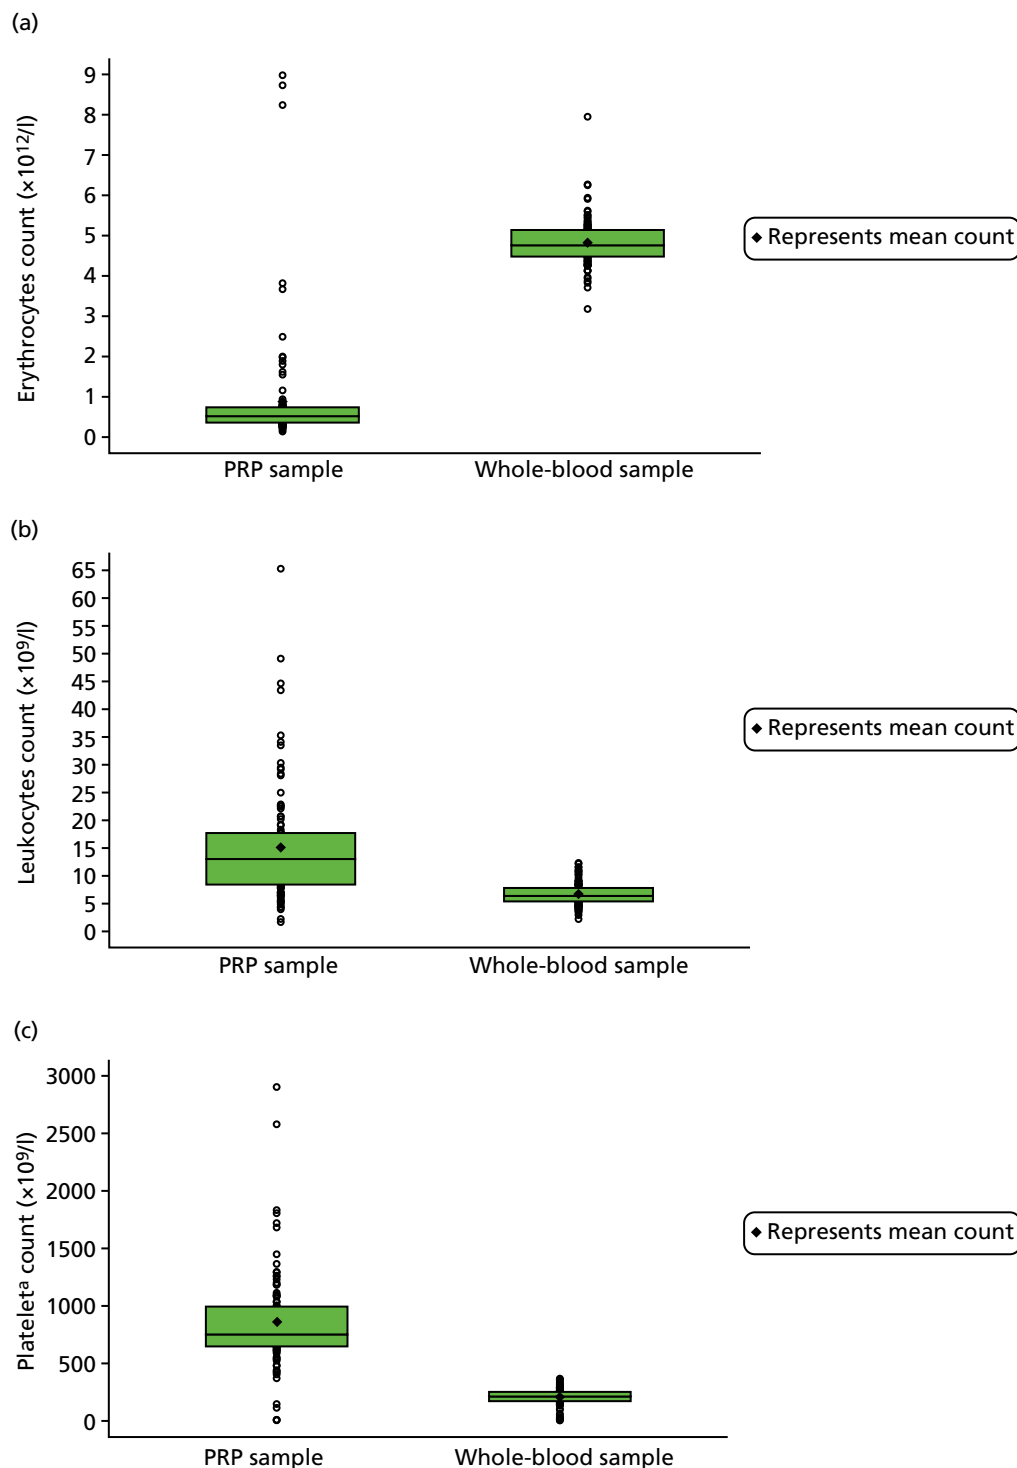 (a)
Erythrocytes count (×10¹²/l)
9
8
7
6
5
4
3
2
1
0
PRP sample
Whole-blood sample
Represents mean count
(b)
Leukocytes count (×10⁹/l)
65
60
55
50
45
40
35
30
25
20
15
10
5
0
PRP sample
Whole-blood sample
Represents mean count
(c)
Plateletᵃ count (×10⁹/l)
3000
2500
2000
1500
1000
500
0
PRP sample
Whole-blood sample
Represents mean count